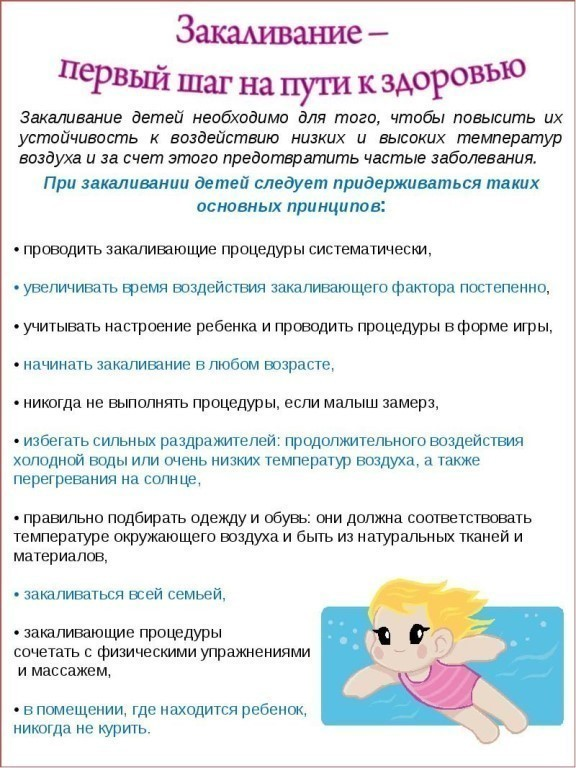 Закаливание –
первый шаг на пути к здоровью
Закаливание детей необходимо для того, чтобы повысить их
устойчивость к воздействию низких и высоких температур
воздуха и за счет этого предотвратить частые заболевания.
При закаливании детей следует придерживаться таких
основных принципов:
• проводить закаливающие процедуры систематически,
• увеличивать время воздействия закаливающего фактора постепенно,
• учитывать настроение ребенка и проводить процедуры в форме игры,
• начинать закаливание в любом возрасте,
• никогда не выполнять процедуры, если малыш замерз,
• избегать сильных раздражителей: продолжительного воздействия
холодной воды или очень низких температур воздуха, а также
перегревания на солнце,
• правильно подбирать одежду и обувь: они должна соответствовать
температуре окружающего воздуха и быть из натуральных тканей и
материалов,
• закаливаться всей семьей,
• закаливающие процедуры
сочетать с физическими упражнениями
и массажем,
• в помещении, где находится ребенок,
никогда не курить.